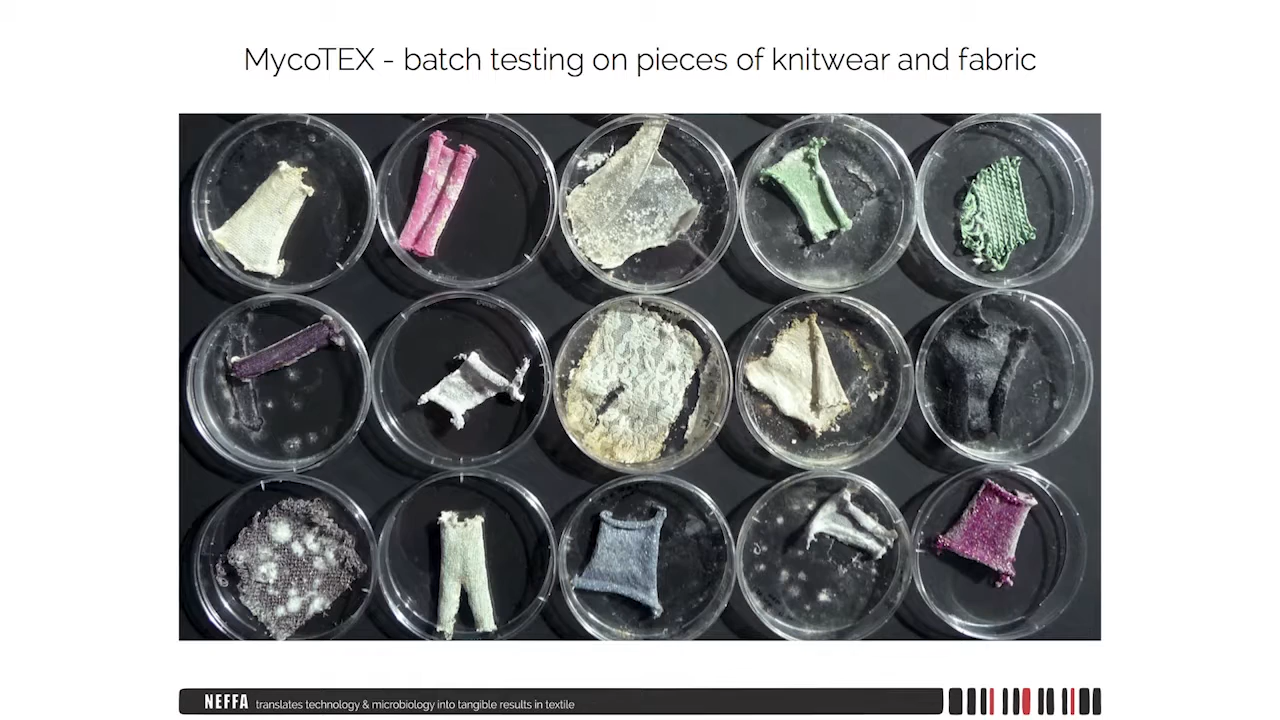 MycoTEX - batch testing on pieces of knitwear and fabric
NEFFA translates technology & microbiology into tangible results in textile